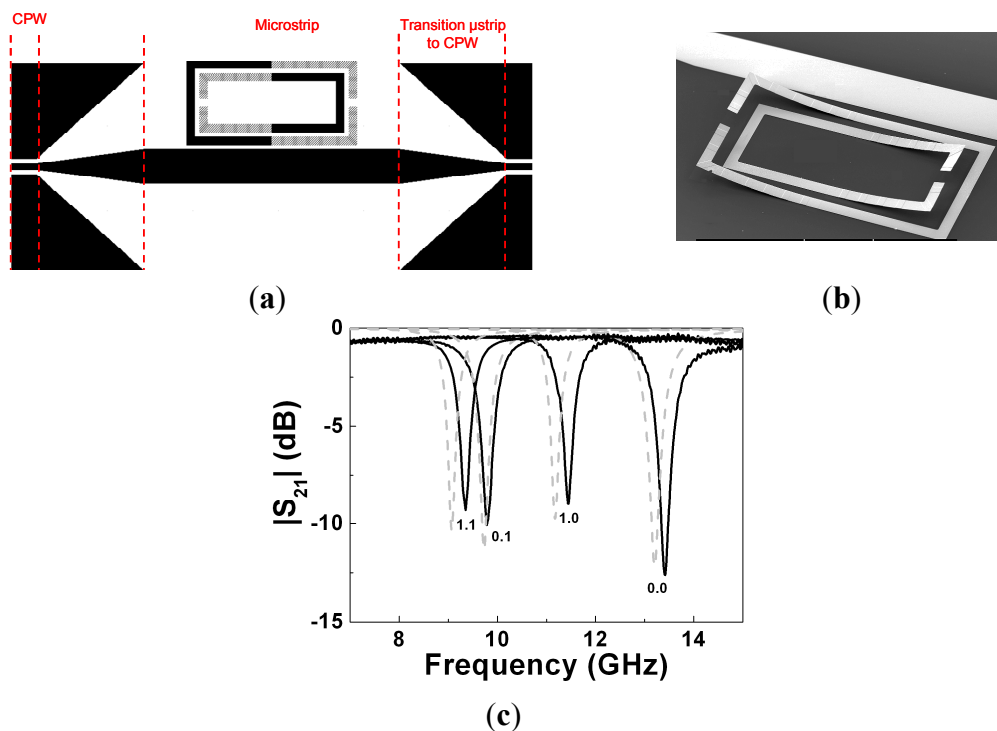 CPW
Microstrip
Transition µstrip
to CPW
(a)
(b)
0
-5
-10
-15
|S21| (dB)
1.1
0.1
1.0
0.0
8
10
12
14
Frequency (GHz)
(c)